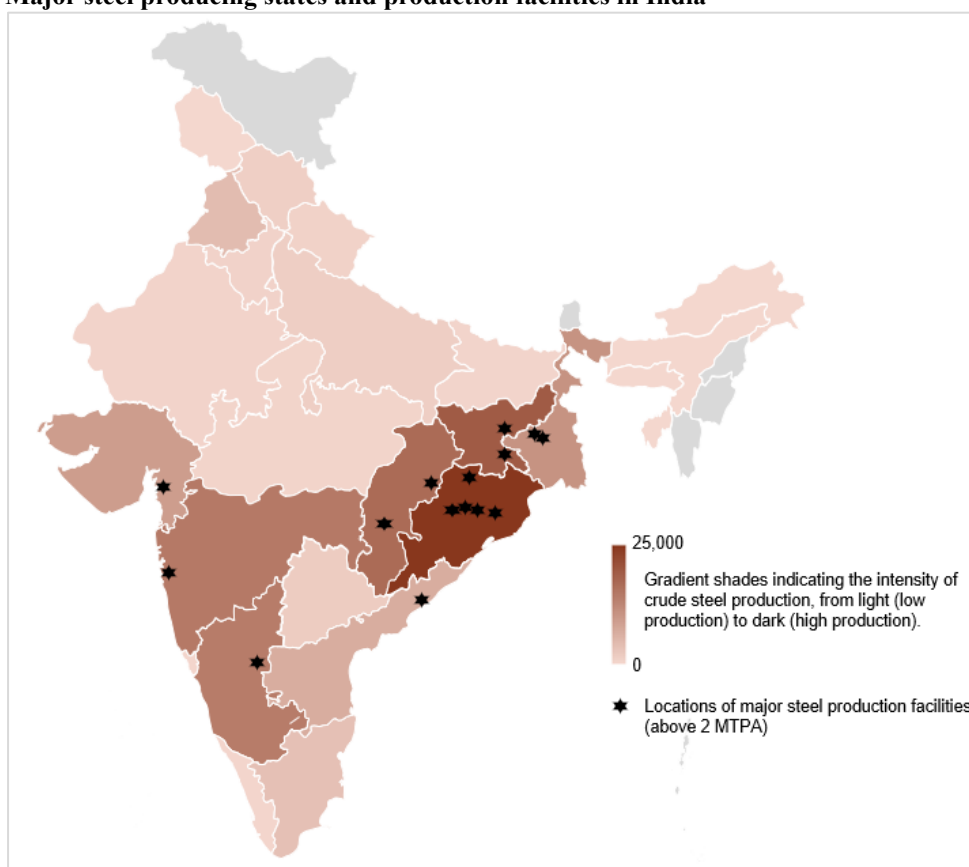 Major steel producing states and production facilities in India
25,000
Gradient shades indicating the intensity of
crude steel production, from light (low
production) to dark (high production).
0
Locations of major steel production facilities
(above 2 MTPA)